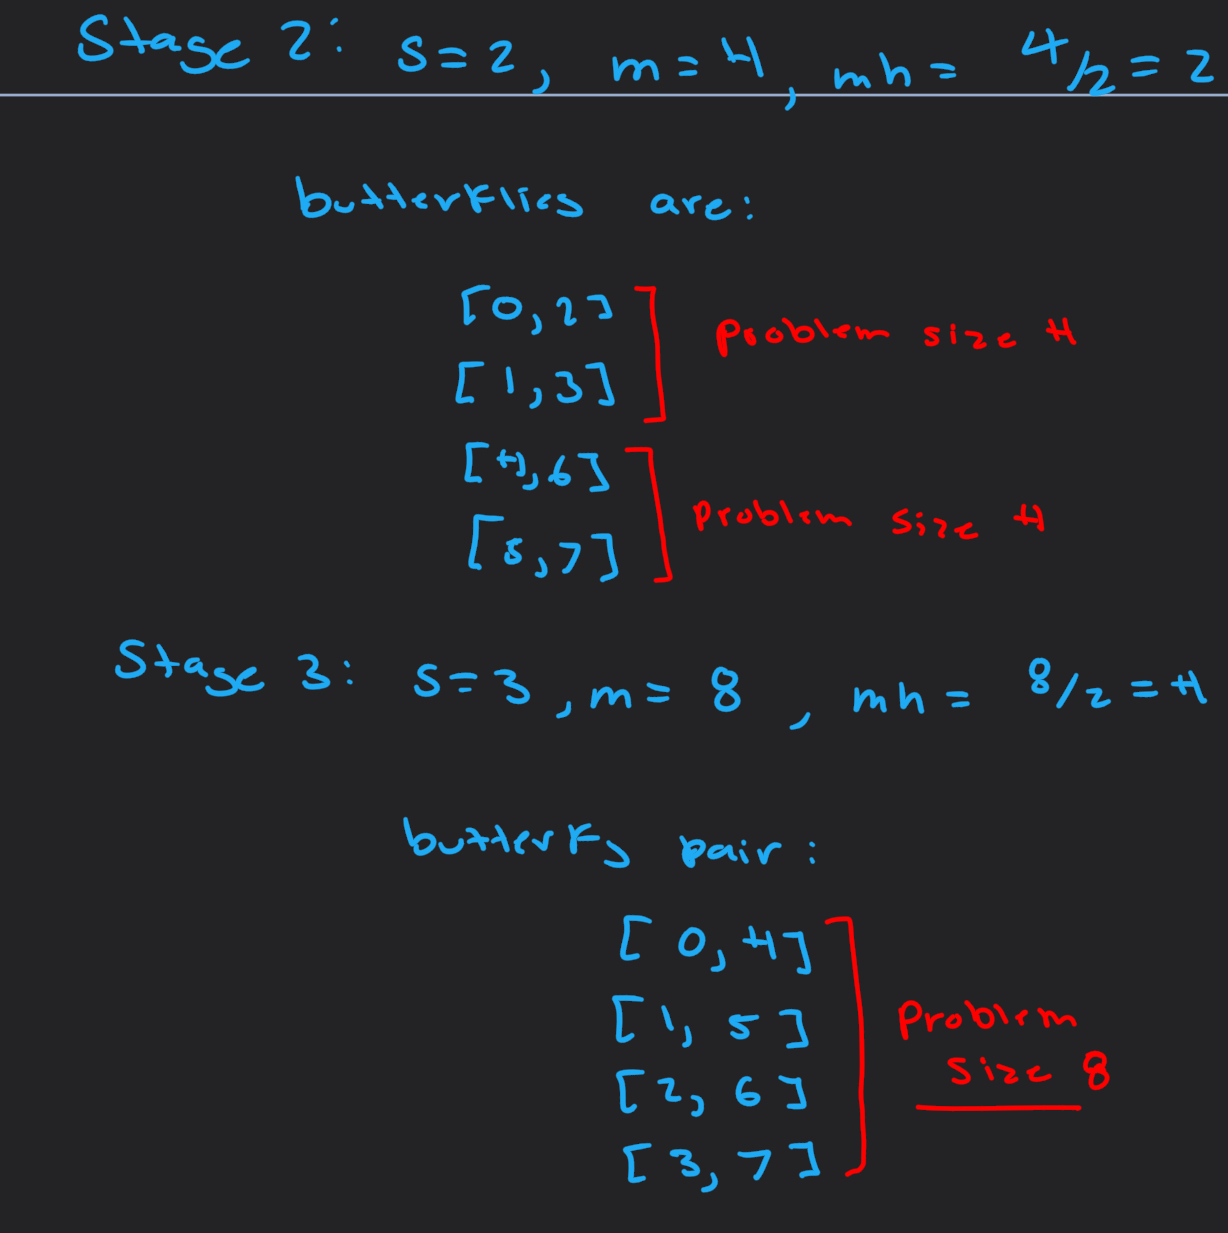 Stage 2: s=2, m=4, mh= 4/2=2
butterflies are:
[0,2]
[1,3]
problem size 4
[4,6]
[5,7]
problem size 4
Stage 3: s=3, m=8, mh= 8/2=4
butterfly pair:
[0,4]
[1,5]
[2,6]
[3,7]
Problem
size 8